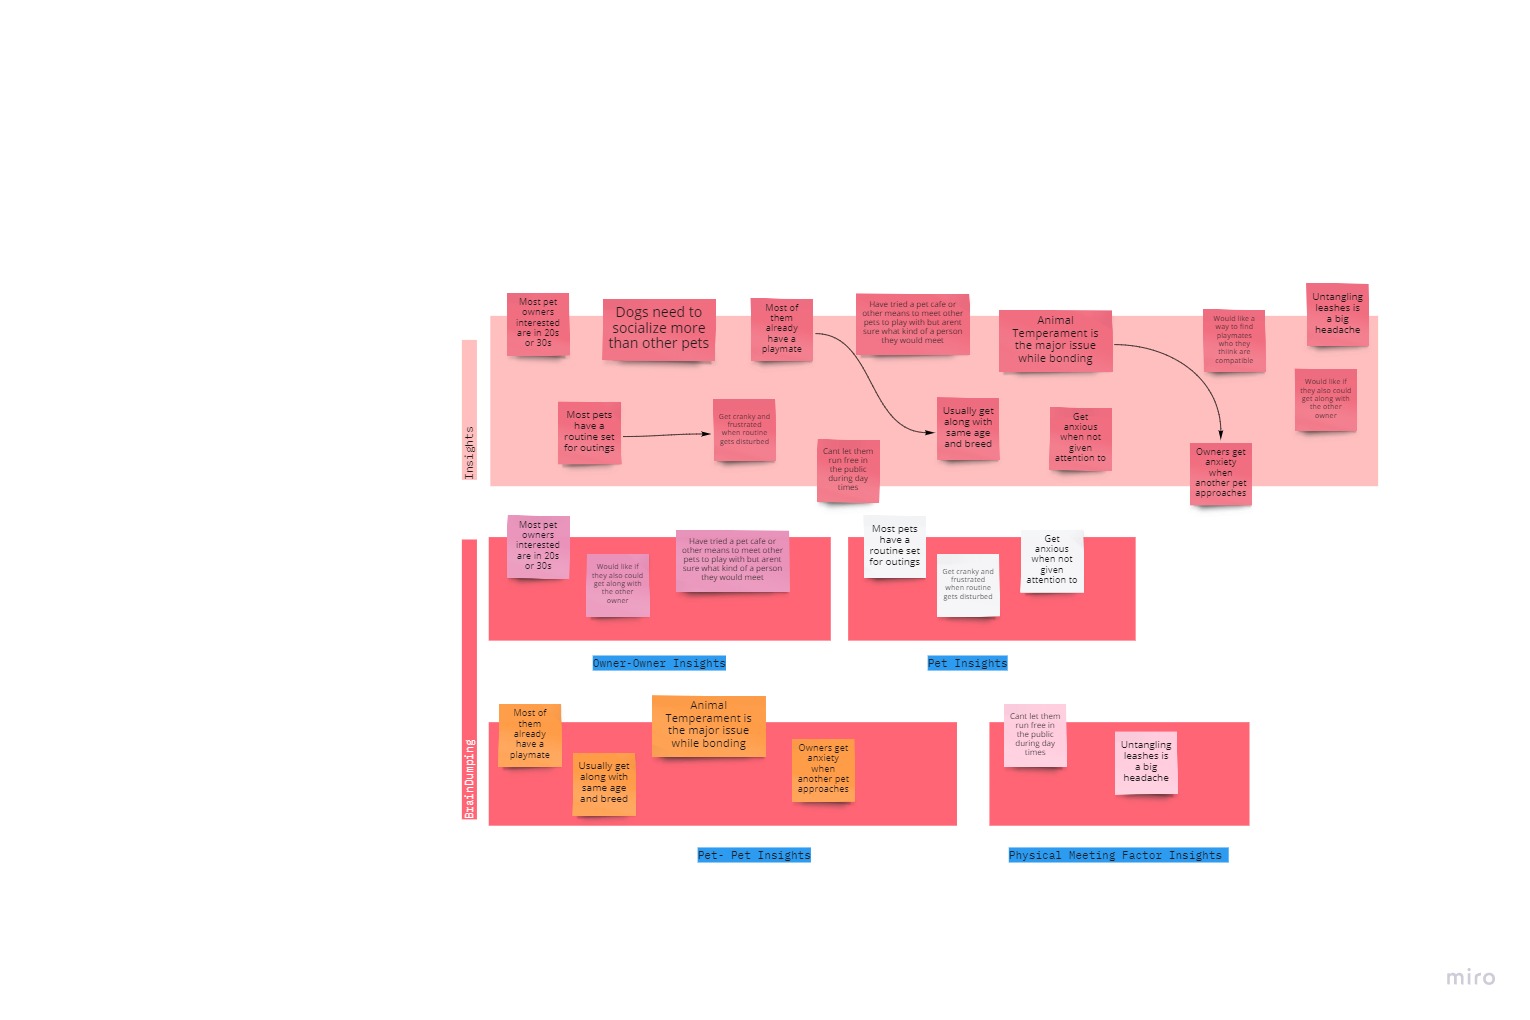 Most pet
owners
interested
are in 20s
or 30s
Dogs need to
socialize more
than other pets
Most of
them
already
have a
playmate
Have tried a pet cafe or
other means to meet other
pets to play with but arent
sure what kind of a person
they would meet
Animal
Temperament is
the major issue
while bonding
Would like a
way to find
playmates
who they
think are
compatible
Untangling
leashes is
a big
headache
Would like if
they also could
get along with
the other
owner
Most pets
have a
routine set
for outings
Get cranky and
frustrated
when routine
gets disturbed
Cant let them
run free in
the public
during day
times
Usually get
along with
same age
and breed
Get
anxious
when not
given
attention to
Owners get
anxiety
when
another pet
approaches
Insights
Most pet
owners
interested
are in 20s
or 30s
Would like if
they also could
get along with
the other
owner
Have tried a pet cafe or
other means to meet other
pets to play with but arent
sure what kind of a person
they would meet
Owner-Owner Insights
Most pets
have a
routine set
for outings
Get cranky and
frustrated
when routine
gets disturbed
Get
anxious
when not
given
attention to
Pet Insights
BrainDumping
Most of
them
already
have a
playmate
Usually get
along with
same age
and breed
Animal
Temperament is
the major issue
while bonding
Owners get
anxiety
when
another pet
approaches
Pet- Pet Insights
Cant let them
run free in
the public
during day
times
Untangling
leashes is
a big
headache
Physical Meeting Factor Insights
miro